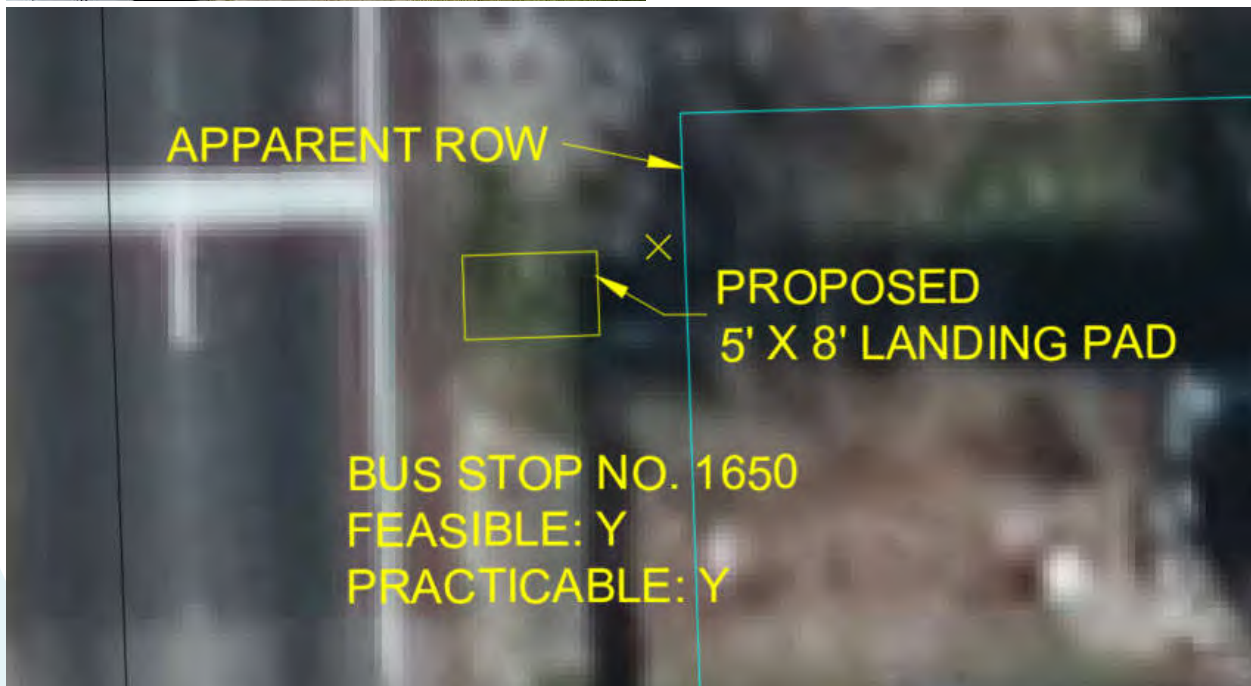 APPARENT ROW
PROPOSED
5' X 8' LANDING PAD
BUS STOP NO. 1650
FEASIBLE: Y
PRACTICABLE: Y